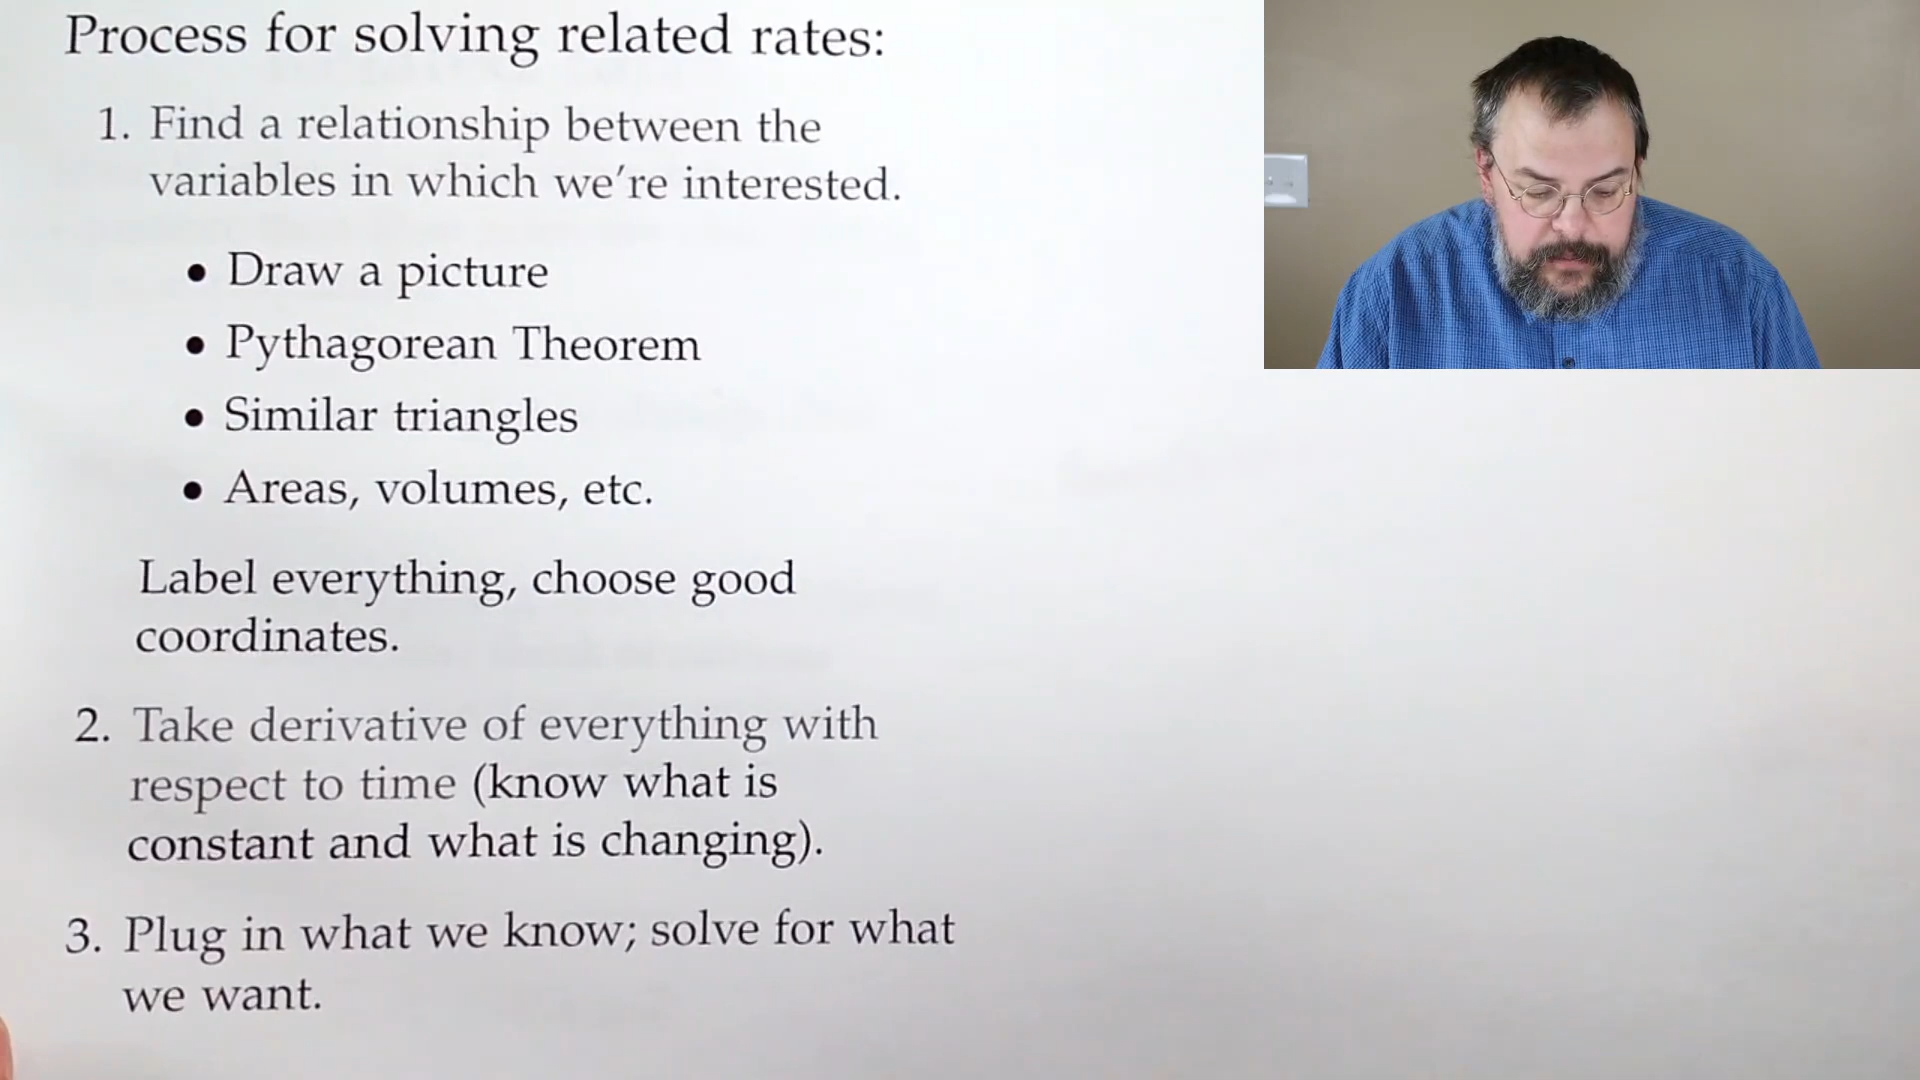 Process for solving related rates:
1. Find a relationship between the
variables in which we're interested.
• Draw a picture
• Pythagorean Theorem
• Similar triangles
• Areas, volumes, etc.
Label everything, choose good
coordinates.
2. Take derivative of everything with
respect to time (know what is
constant and what is changing).
3. Plug in what we know; solve for what
we want.